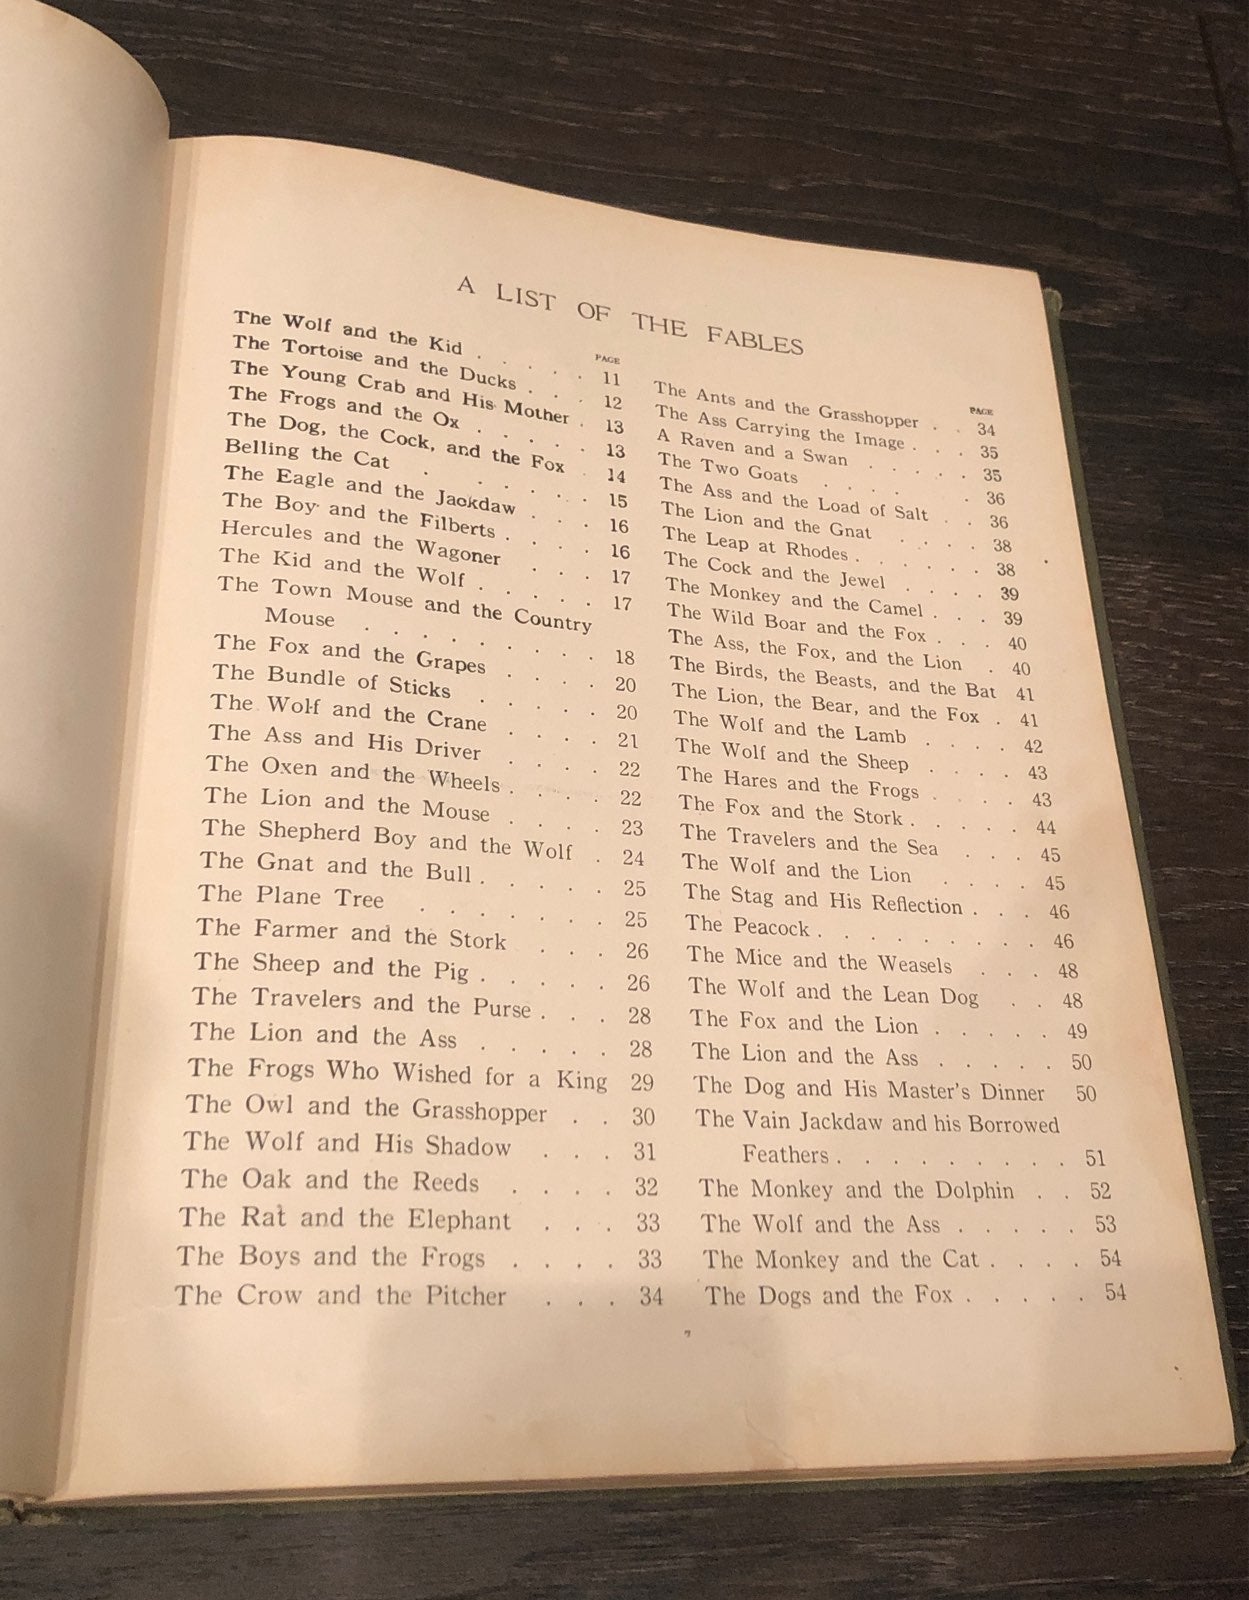 A LIST OF THE FABLES
PAGE
The Wolf and the Kid . . . . . 11
The Tortoise and the Ducks . . . 12
The Young Crab and His Mother . 13
The Frogs and the Ox . . . . . 13
The Dog, the Cock, and the Fox . 14
Belling the Cat . . . . . . 15
The Eagle and the Jackdaw . . . 16
The Boy and the Filberts . . . . 16
Hercules and the Wagoner . . . 17
The Kid and the Wolf . . . . . 17
The Town Mouse and the Country
Mouse . . . . . . . . . 18
The Fox and the Grapes . . . . 20
The Bundle of Sticks . . . . . 20
The Wolf and the Crane . . . . 21
The Ass and His Driver . . . . 22
The Oxen and the Wheels . . . . 22
The Lion and the Mouse . . . . 23
The Shepherd Boy and the Wolf . 24
The Gnat and the Bull . . . . . 25
The Plane Tree . . . . . . . 25
The Farmer and the Stork . . . 26
The Sheep and the Pig . . . . . 26
The Travelers and the Purse . . . 28
The Lion and the Ass . . . . . 28
The Frogs Who Wished for a King 29
The Owl and the Grasshopper . . 30
The Wolf and His Shadow . . . 31
The Oak and the Reeds . . . . 32
The Rat and the Elephant . . . 33
The Boys and the Frogs . . . . 33
The Crow and the Pitcher . . . 34
PAGE
The Ants and the Grasshopper . . 34
The Ass Carrying the Image . . . 35
A Raven and a Swan . . . . . 35
The Two Goats . . . . . . 36
The Ass and the Load of Salt . . 36
The Lion and the Gnat . . . . 38
The Leap at Rhodes . . . . . . 38
The Cock and the Jewel . . . . 39
The Monkey and the Camel . . . 39
The Wild Boar and the Fox . . . 40
The Ass, the Fox, and the Lion . 40
The Birds, the Beasts, and the Bat 41
The Lion, the Bear, and the Fox . 41
The Wolf and the Lamb . . . . 42
The Wolf and the Sheep . . . . 43
The Hares and the Frogs . . . . 43
The Fox and the Stork . . . . . 44
The Travelers and the Sea . . . 45
The Wolf and the Lion . . . . 45
The Stag and His Reflection . . . 46
The Peacock . . . . . . . . 46
The Mice and the Weasels . . . 48
The Wolf and the Lean Dog . . 48
The Fox and the Lion . . . . . 49
The Lion and the Ass . . . . . 50
The Dog and His Master's Dinner 50
The Vain Jackdaw and his Borrowed
Feathers . . . . . . . . . 51
The Monkey and the Dolphin . . 52
The Wolf and the Ass . . . . . 53
The Monkey and the Cat . . . . 54
The Dogs and the Fox . . . . . 54
7